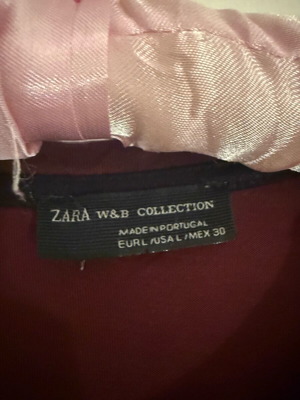 ZARA W&B COLLECTION
MADE IN PORTUGAL
EUR L / USA L / MEX 30